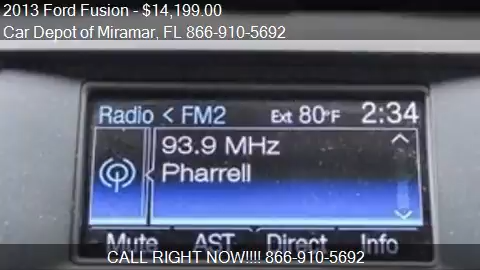 2013 Ford Fusion - $14,199.00
Car Depot of Miramar, FL 866-910-5692
Radio < FM2 Ext 80°F 2:34
93.9 MHz
Pharrell
Mute AST Direct Info
CALL RIGHT NOW!!!! 866-910-5692